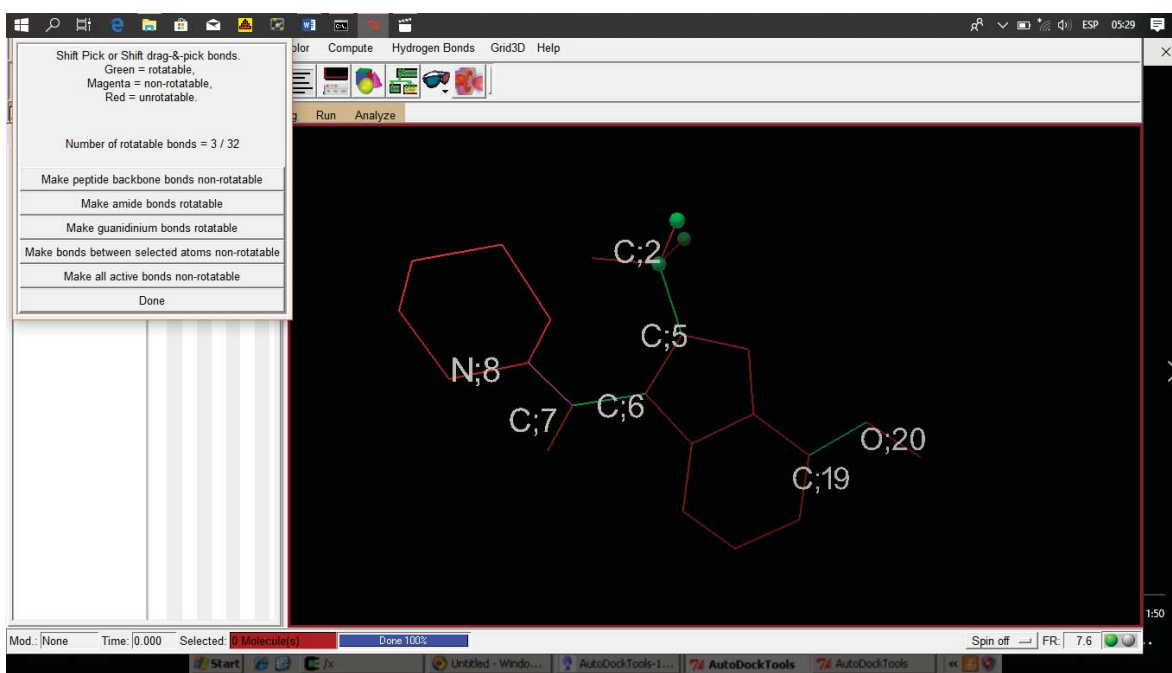 ESP 05:29
Shift Pick or Shift drag-&-pick bonds.
Green = rotatable,
Magenta = non-rotatable,
Red = unrotatable.
Number of rotatable bonds = 3 / 32
Make peptide backbone bonds non-rotatable
Make amide bonds rotatable
Make guanidinium bonds rotatable
Make bonds between selected atoms non-rotatable
Make all active bonds non-rotatable
Done
olor Compute Hydrogen Bonds Grid3D Help
g Run Analyze
C;2
C;5
N;8
C;7
C;6
O;20
C;19
1:50
Mod.: None Time: 0.000 Selected: 0 Molecule(s) Done 100% Spin off FR: 7.6
Start Untitled - Windo... AutoDockTools-1... AutoDockTools AutoDockTools